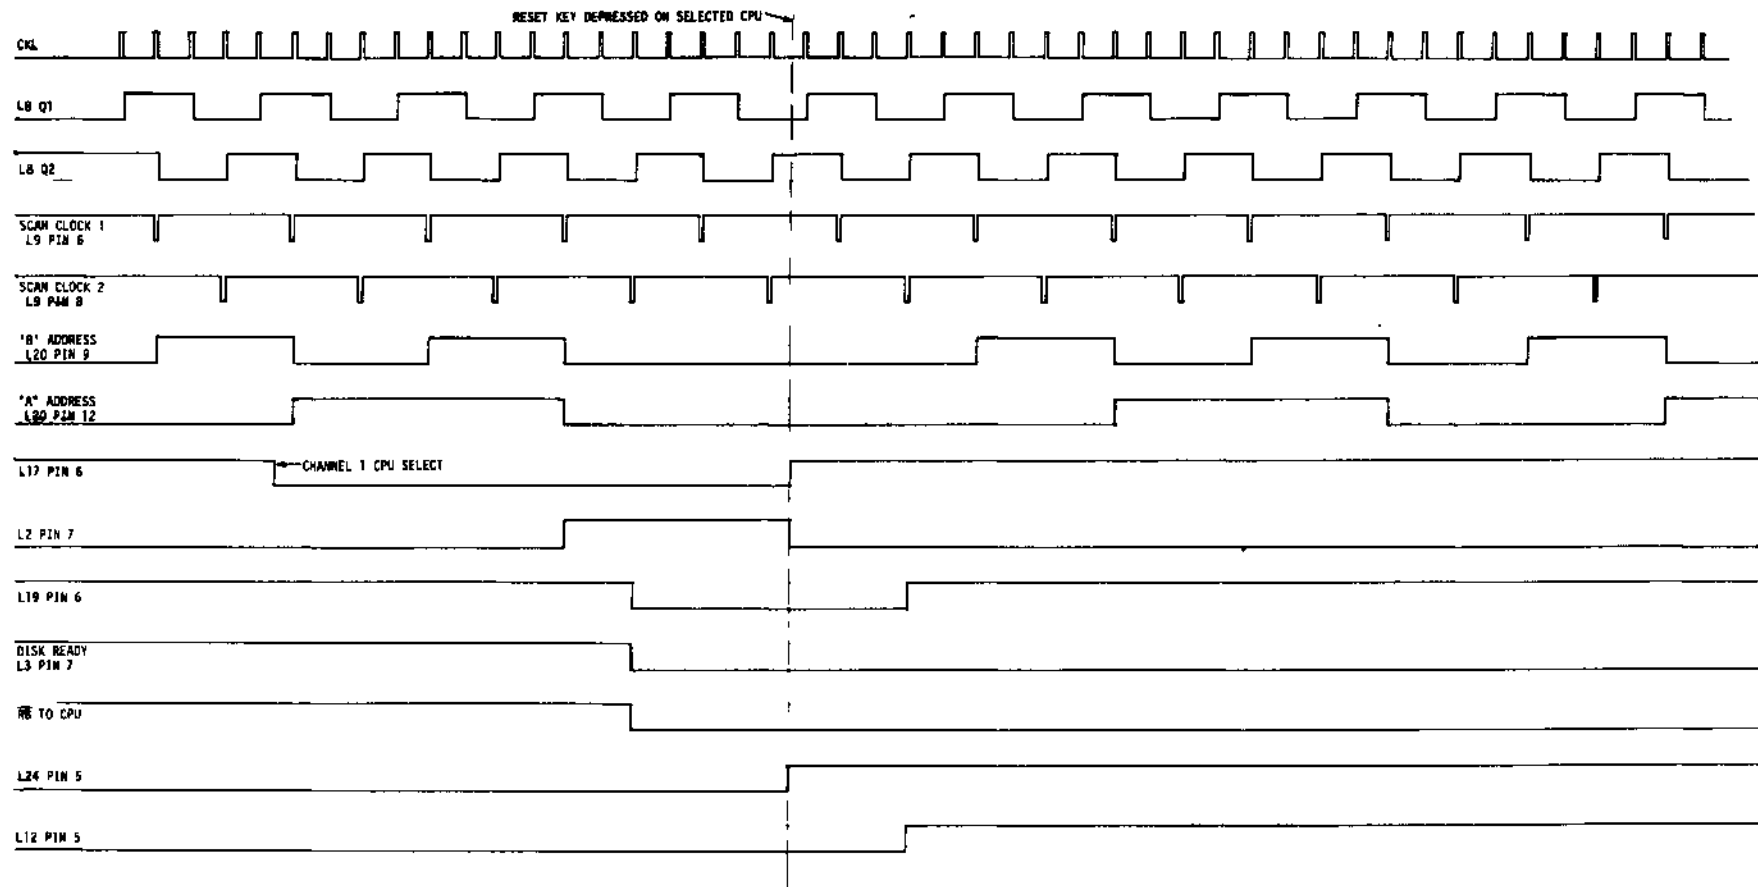 RESET KEY DEPRESSED ON SELECTED CPU
CKL
L8 Q1
L8 Q2
SCAN CLOCK 1
L9 PIN 6
SCAN CLOCK 2
L9 PIN 8
'B' ADDRESS
L20 PIN 9
"A" ADDRESS
L20 PIN 12
L17 PIN 6
CHANNEL 1 CPU SELECT
L2 PIN 7
L19 PIN 6
DISK READY
L3 PIN 7
TO CPU
L24 PIN 5
L12 PIN 5